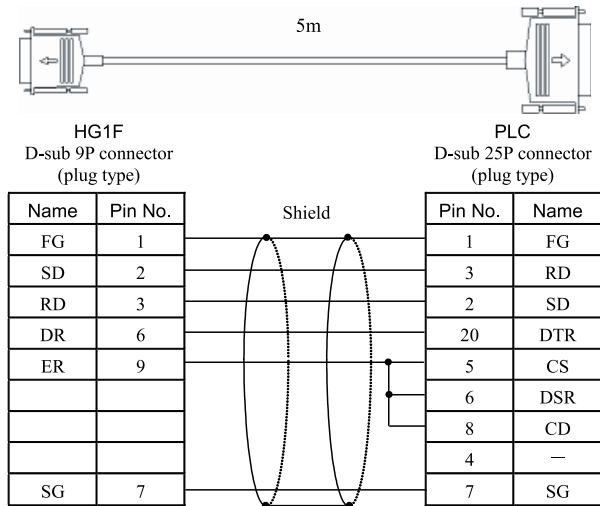 5m
HG1F
D-sub 9P connector
(plug type)
PLC
D-sub 25P connector
(plug type)
Name Pin No. Shield Pin No. Name
FG 1 1 FG
SD 2 3 RD
RD 3 2 SD
DR 6 20 DTR
ER 9 5 CS
6 DSR
8 CD
4 —
SG 7 7 SG